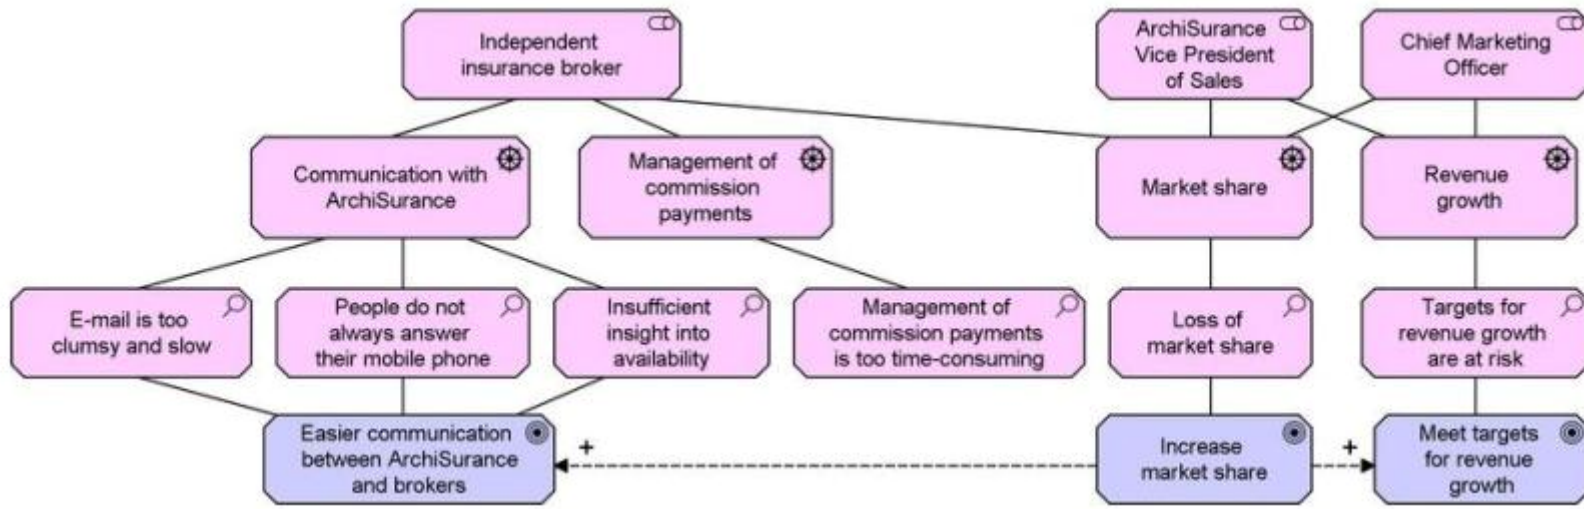 Independent
insurance broker
ArchiSurance
Vice President
of Sales
Chief Marketing
Officer
Communication with
ArchiSurance
Management of
commission
payments
Market share
Revenue
growth
E-mail is too
clumsy and slow
People do not
always answer
their mobile phone
Insufficient
insight into
availability
Management of
commission payments
is too time-consuming
Loss of
market share
Targets for
revenue growth
are at risk
Easier communication
between ArchiSurance
and brokers
+
Increase
market share
+
Meet targets
for revenue
growth